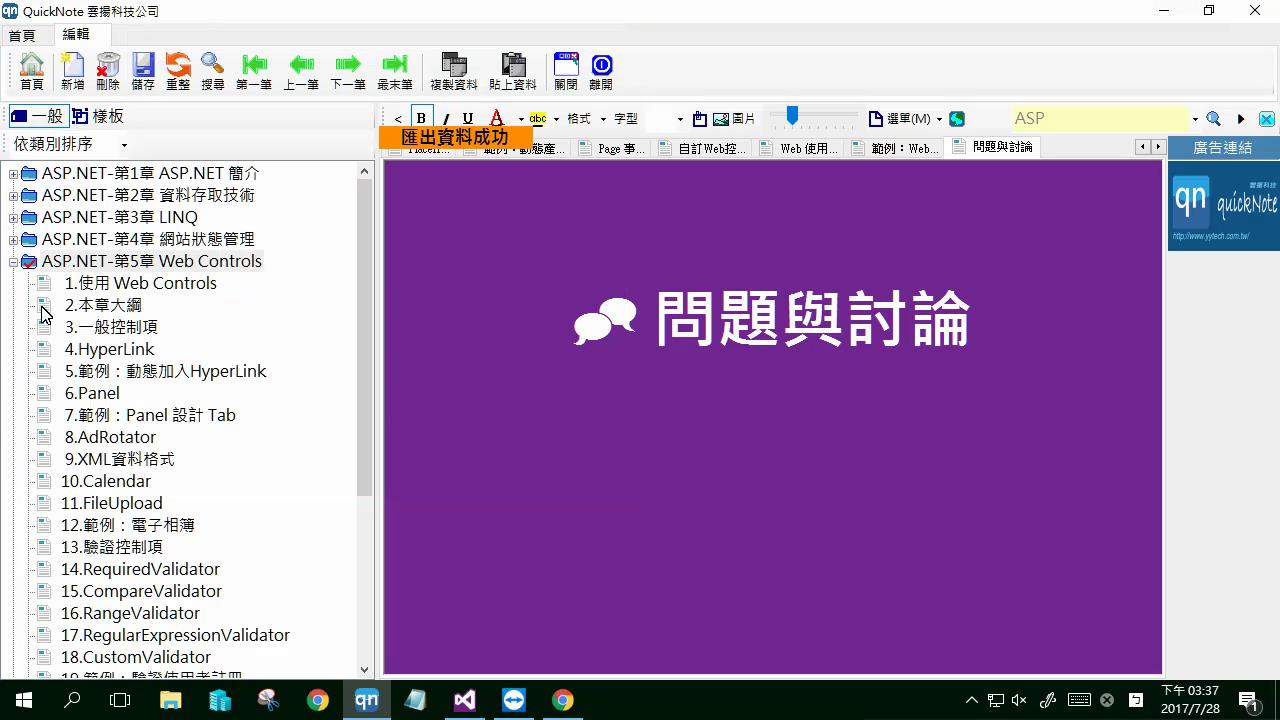 QuickNote 雲揚科技公司
首頁 編輯
首頁 新增 刪除 儲存 重整 搜尋 第一筆 上一筆 下一筆 最末筆 複製資料 貼上資料 關閉 離開
一般 樣板
< B I U A abc 格式 字型 圖片 選單(M) ASP
匯出資料成功
依類別排序
範例：動態產... Page 事... 自訂Web控... Web 使用... 範例：Web... 問題與討論
廣告連結
ASP.NET-第1章 ASP.NET 簡介
ASP.NET-第2章 資料存取技術
ASP.NET-第3章 LINQ
ASP.NET-第4章 網站狀態管理
ASP.NET-第5章 Web Controls
1.使用 Web Controls
2.本章大綱
3.一般控制項
4.HyperLink
5.範例：動態加入HyperLink
6.Panel
7.範例：Panel 設計 Tab
8.AdRotator
9.XML資料格式
10.Calendar
11.FileUpload
12.範例：電子相簿
13.驗證控制項
14.RequiredValidator
15.CompareValidator
16.RangeValidator
17.RegularExpressionValidator
18.CustomValidator
19.範例：驗證使用者註冊
問題與討論
雲揚科技
qn quickNote
http://www.yytech.com.tw/
qn
下午 03:37
2017/7/28
1